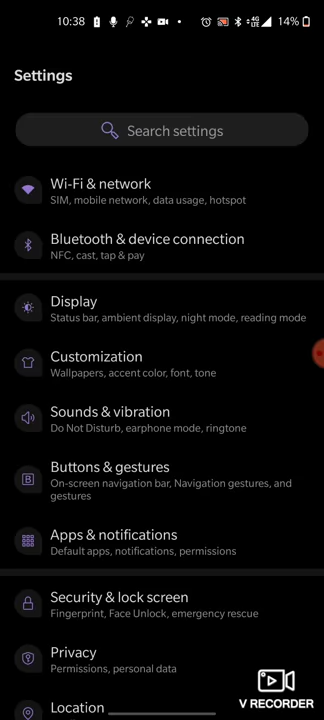 10:38
4G LTE
14%
Settings
Search settings
Wi-Fi & network
SIM, mobile network, data usage, hotspot
Bluetooth & device connection
NFC, cast, tap & pay
Display
Status bar, ambient display, night mode, reading mode
Customization
Wallpapers, accent color, font, tone
Sounds & vibration
Do Not Disturb, earphone mode, ringtone
Buttons & gestures
On-screen navigation bar, Navigation gestures, and
gestures
Apps & notifications
Default apps, notifications, permissions
Security & lock screen
Fingerprint, Face Unlock, emergency rescue
Privacy
Permissions, personal data
Location
V RECORDER